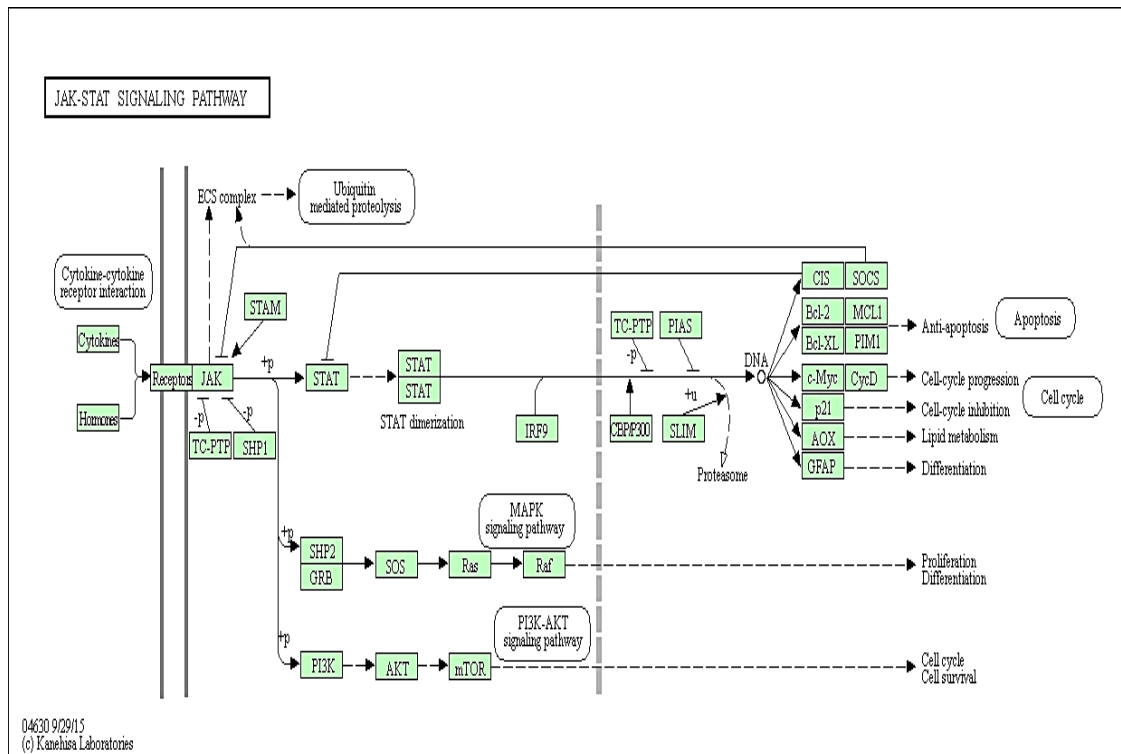 JAK-STAT SIGNALING PATHWAY
ECS complex
Ubiquitin
mediated proteolysis
Cytokine-cytokine
receptor interaction
CIS
SOCS
STAM
Bcl-2
MCL1
Anti-apoptosis
Apoptosis
Cytokines
TC-PTP
PIAS
Bcl-XL
PIM1
-p
DNA
+p
Receptors
JAK
STAT
STAT
STAT
c-Myc
CycD
Cell-cycle progression
Cell cycle
+u
-p
-p
p21
Cell-cycle inhibition
Hormones
STAT dimerization
IRF9
CBP/P300
SLIM
AOX
Lipid metabolism
TC-PTP
SHP1
GFAP
Differentiation
Proteasome
MAPK
signaling pathway
+p
SHP2
GRB
SOS
Ras
Raf
Proliferation
Differentiation
PI3K-AKT
signaling pathway
+p
PI3K
AKT
mTOR
Cell cycle
Cell survival
04630 9/29/15
(c) Kanehisa Laboratories